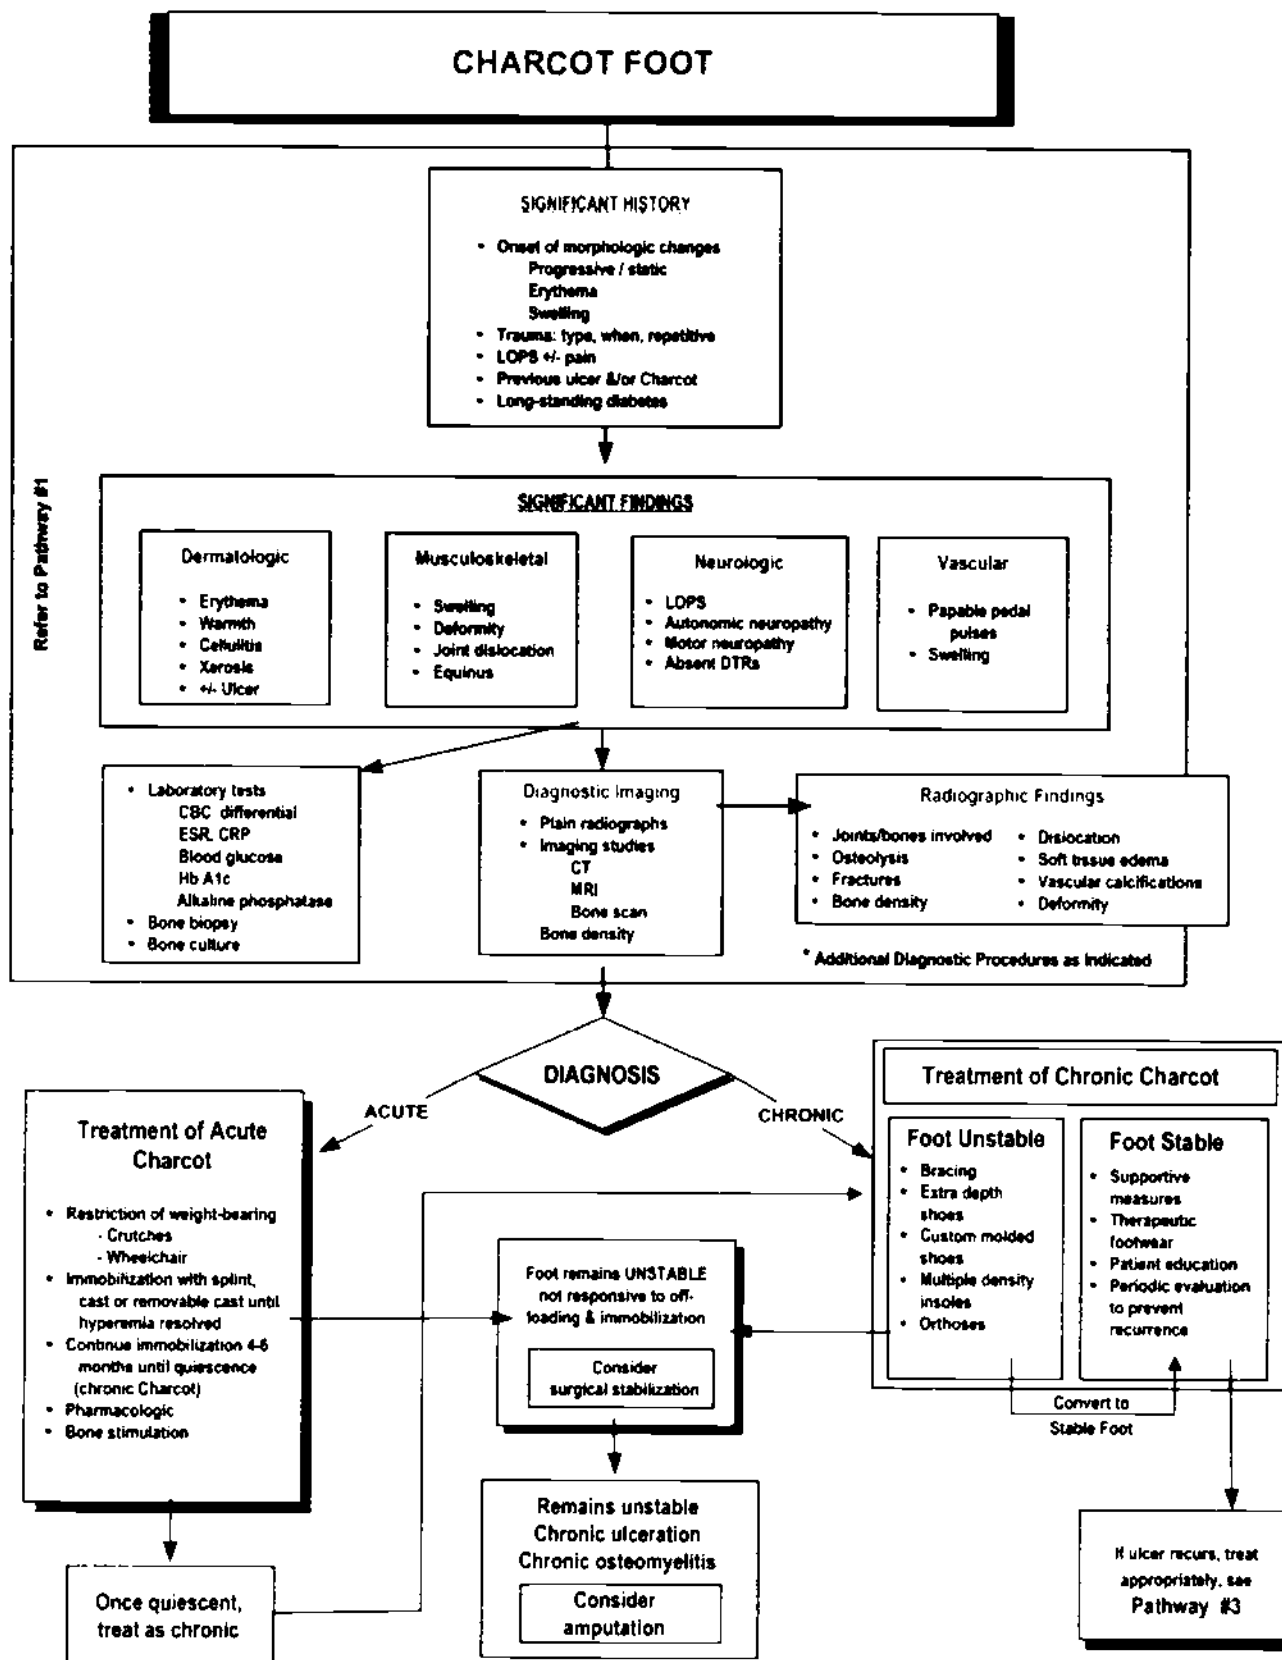 CHARCOT FOOT
Refer to Pathway #1
SIGNIFICANT HISTORY
• Onset of morphologic changes
Progressive / static
Erythema
Swelling
• Trauma: type, when, repetitive
• LOPS +/- pain
• Previous ulcer &/or Charcot
• Long-standing diabetes
SIGNIFICANT FINDINGS
Dermatologic
• Erythema
• Warmth
• Cellulitis
• Xerosis
• +/- Ulcer
Musculoskeletal
• Swelling
• Deformity
• Joint dislocation
• Equinus
Neurologic
• LOPS
• Autonomic neuropathy
• Motor neuropathy
• Absent DTRs
Vascular
• Papable pedal
pulses
• Swelling
• Laboratory tests
CBC differential
ESR, CRP
Blood glucose
Hb A1c
Alkaline phosphatase
• Bone biopsy
• Bone culture
Diagnostic Imaging
• Plain radiographs
• Imaging studies
CT
MRI
Bone scan
Bone density
Radiographic Findings
• Joints/bones involved
• Osteolysis
• Fractures
• Bone density
• Dislocation
• Soft tissue edema
• Vascular calcifications
• Deformity
* Additional Diagnostic Procedures as Indicated
DIAGNOSIS
ACUTE
CHRONIC
Treatment of Acute
Charcot
• Restriction of weight-bearing
- Crutches
- Wheelchair
• Immobilization with splint,
cast or removable cast until
hyperemia resolved
• Continue immobilization 4-6
months until quiescence
(chronic Charcot)
• Pharmacologic
• Bone stimulation
Once quiescent,
treat as chronic
Foot remains UNSTABLE
not responsive to off-
loading & immobilization
Consider
surgical stabilization
Remains unstable
Chronic ulceration
Chronic osteomyelitis
Consider
amputation
Treatment of Chronic Charcot
Foot Unstable
• Bracing
• Extra depth
shoes
• Custom molded
shoes
• Multiple density
insoles
• Orthoses
Foot Stable
• Supportive
measures
• Therapeutic
footwear
• Patient education
• Periodic evaluation
to prevent
recurrence
Convert to
Stable Foot
If ulcer recurs, treat
appropriately, see
Pathway #3